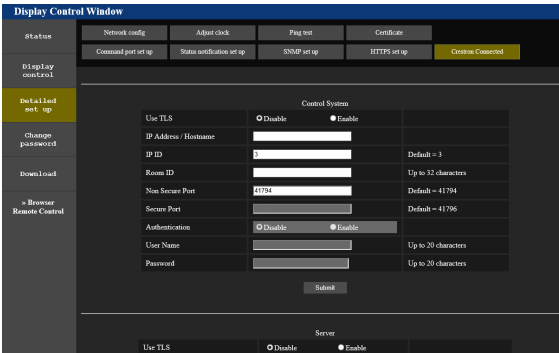 Display Control Window
Status
Display
control
Detailed
set up
Change
password
Download
» Browser
Remote Control
Network config
Adjust clock
Ping test
Certificate
Command port set up
Status notification set up
SNMP set up
HTTPS set up
Crestron Connected
Control System
Use TLS Disable Enable
IP Address / Hostname
IP ID 3 Default = 3
Room ID Up to 32 characters
Non Secure Port 41794 Default = 41794
Secure Port Default = 41796
Authentication Disable Enable
User Name Up to 20 characters
Password Up to 20 characters
Submit
Server
Use TLS Disable Enable